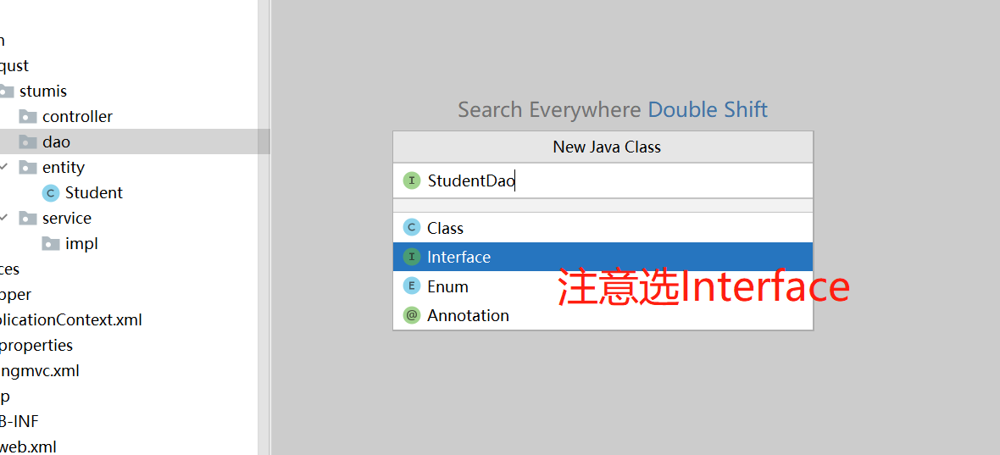 n
qust
stumis
controller
dao
entity
C Student
service
impl
ces
pper
plicationContext.xml
properties
ngmvc.xml
p
B-INF
web.xml
Search Everywhere Double Shift
New Java Class
I StudentDao
C Class
I Interface
注意选Interface
E Enum
@ Annotation